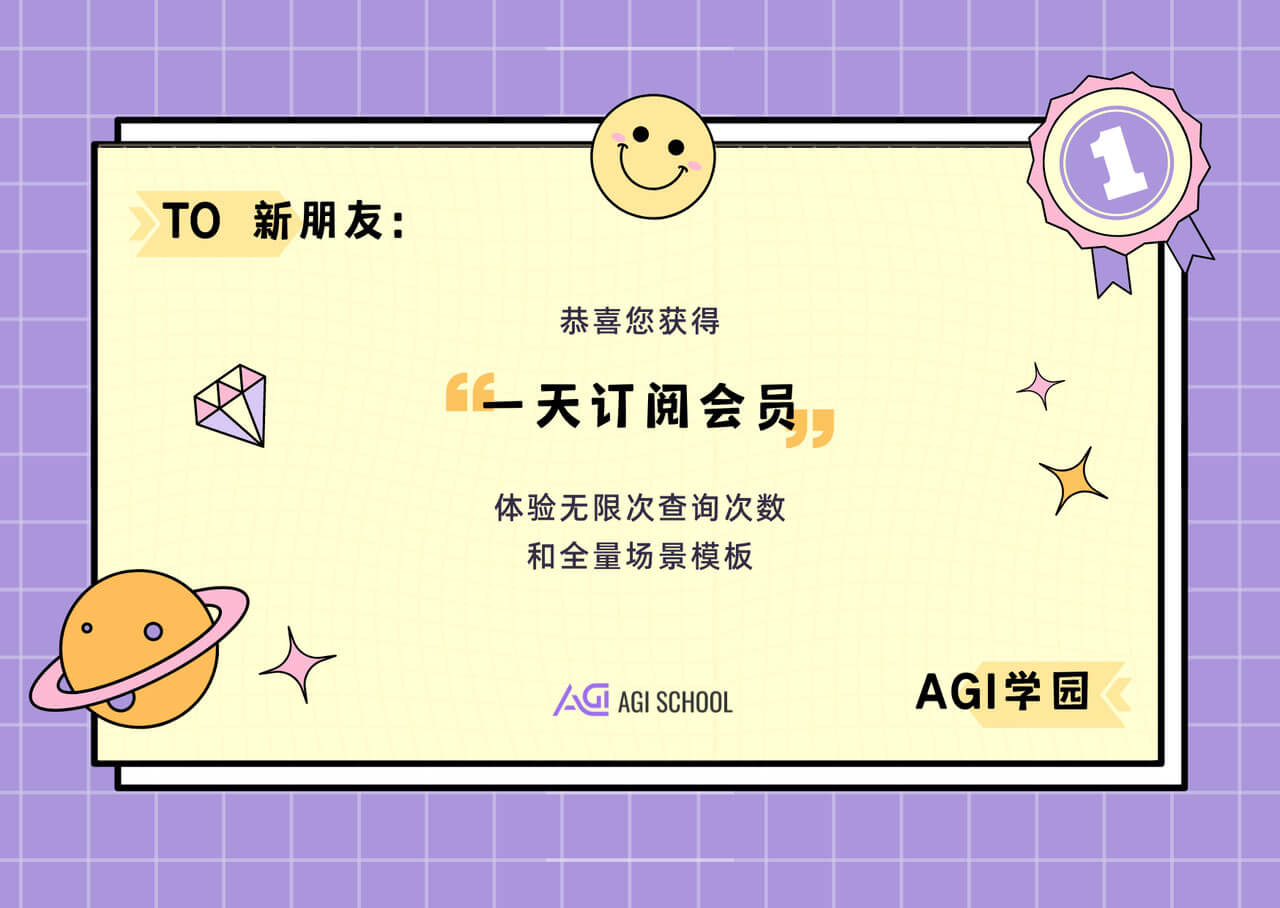 1
TO 新朋友：
恭喜您获得
“一天订阅会员”
体验无限次查询次数
和全量场景模板
AGI AGI SCHOOL
AGI学园